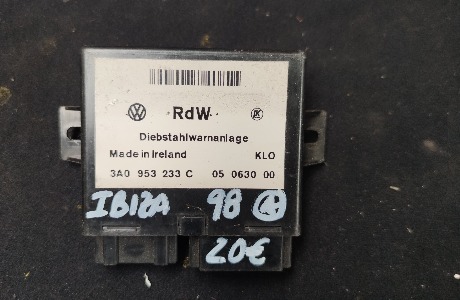 RdW
Diebstahlwarnanlage
Made in Ireland KLO
3A0 953 233 C 05 0630 00
IBIZA 98 A
20€